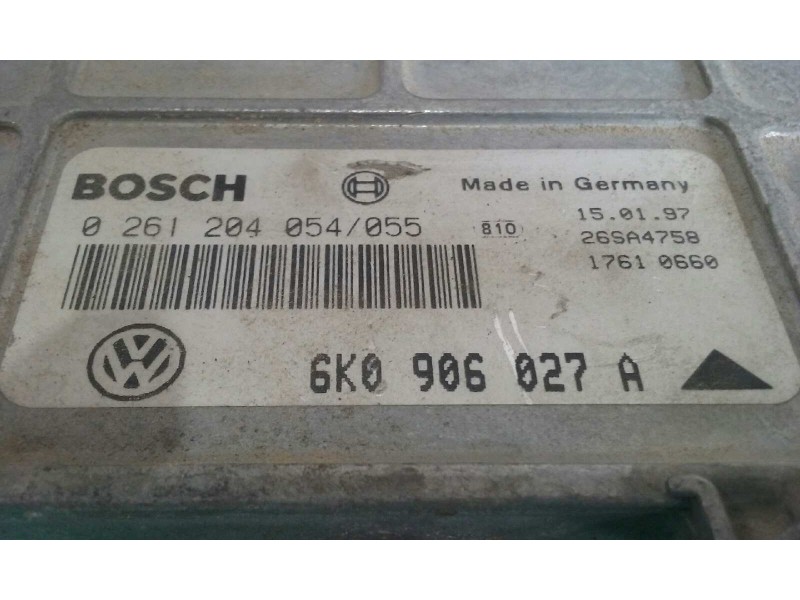 BOSCH
Made in Germany
0 261 204 054/055
810
15.01.97
26SA4758
1761 0660
VW
6K0 906 027 A